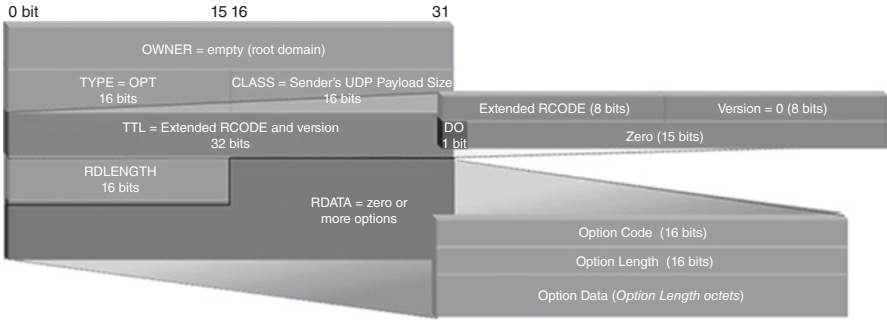 0 bit 15 16 31
OWNER = empty (root domain)
TYPE = OPT
16 bits
CLASS = Sender's UDP Payload Size
16 bits
Extended RCODE (8 bits)
Version = 0 (8 bits)
TTL = Extended RCODE and version
32 bits
DO
1 bit
Zero (15 bits)
RDLENGTH
16 bits
RDATA = zero or
more options
Option Code (16 bits)
Option Length (16 bits)
Option Data (Option Length octets)